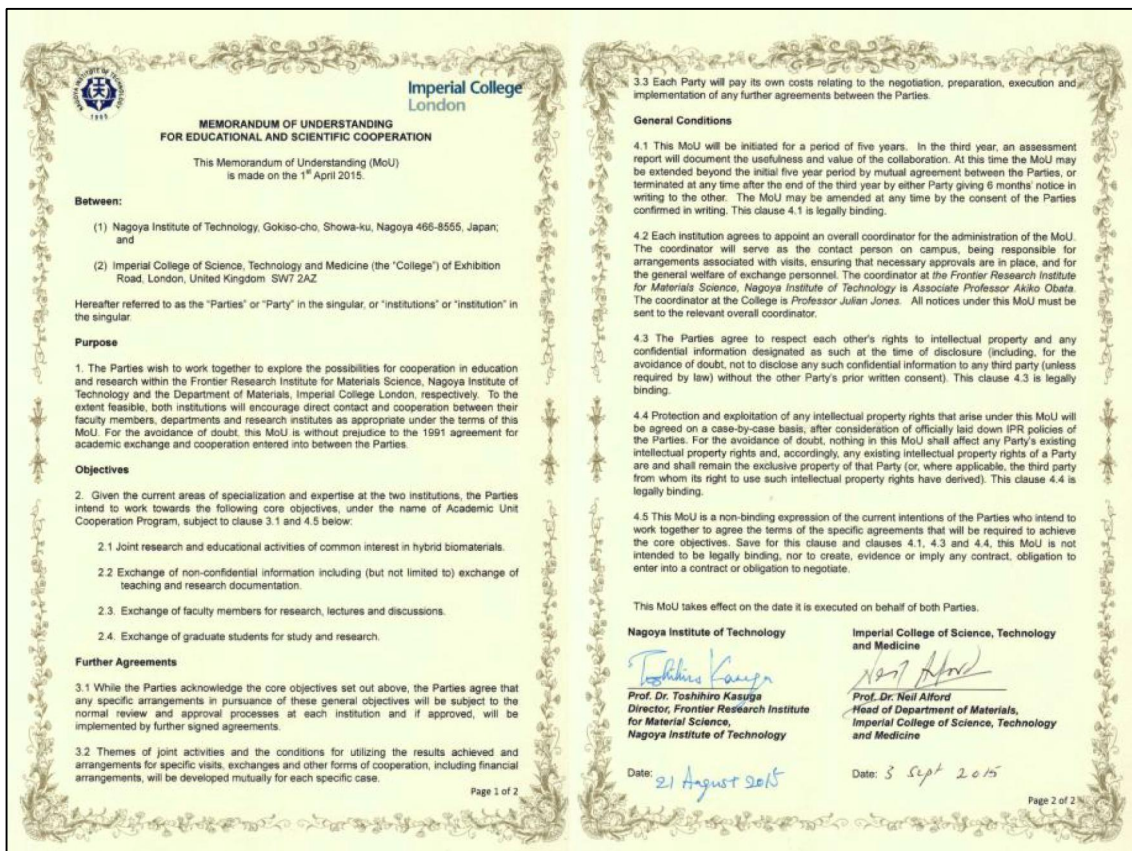 NAGOYA INSTITUTE OF TECHNOLOGY
1905
Imperial College
London
MEMORANDUM OF UNDERSTANDING
FOR EDUCATIONAL AND SCIENTIFIC COOPERATION
This Memorandum of Understanding (MoU)
is made on the 1st April 2015.
Between:
(1) Nagoya Institute of Technology, Gokiso-cho, Showa-ku, Nagoya 466-8555, Japan;
and
(2) Imperial College of Science, Technology and Medicine (the "College") of Exhibition
Road, London, United Kingdom SW7 2AZ
Hereafter referred to as the "Parties" or "Party" in the singular, or "institutions" or "institution" in
the singular.
Purpose
1. The Parties wish to work together to explore the possibilities for cooperation in education
and research within the Frontier Research Institute for Materials Science, Nagoya Institute of
Technology and the Department of Materials, Imperial College London, respectively. To the
extent feasible, both institutions will encourage direct contact and cooperation between their
faculty members, departments and research institutes as appropriate under the terms of this
MoU. For the avoidance of doubt, this MoU is without prejudice to the 1991 agreement for
academic exchange and cooperation entered into between the Parties.
Objectives
2. Given the current areas of specialization and expertise at the two institutions, the Parties
intend to work towards the following core objectives, under the name of Academic Unit
Cooperation Program, subject to clause 3.1 and 4.5 below:
2.1 Joint research and educational activities of common interest in hybrid biomaterials.
2.2 Exchange of non-confidential information including (but not limited to) exchange of
teaching and research documentation.
2.3. Exchange of faculty members for research, lectures and discussions.
2.4. Exchange of graduate students for study and research.
Further Agreements
3.1 While the Parties acknowledge the core objectives set out above, the Parties agree that
any specific arrangements in pursuance of these general objectives will be subject to the
normal review and approval processes at each institution and if approved, will be
implemented by further signed agreements.
3.2 Themes of joint activities and the conditions for utilizing the results achieved and
arrangements for specific visits, exchanges and other forms of cooperation, including financial
arrangements, will be developed mutually for each specific case.
Page 1 of 2
3.3 Each Party will pay its own costs relating to the negotiation, preparation, execution and
implementation of any further agreements between the Parties.
General Conditions
4.1 This MoU will be initiated for a period of five years. In the third year, an assessment
report will document the usefulness and value of the collaboration. At this time the MoU may
be extended beyond the initial five year period by mutual agreement between the Parties, or
terminated at any time after the end of the third year by either Party giving 6 months' notice in
writing to the other. The MoU may be amended at any time by the consent of the Parties
confirmed in writing. This clause 4.1 is legally binding.
4.2 Each institution agrees to appoint an overall coordinator for the administration of the MoU.
The coordinator will serve as the contact person on campus, being responsible for
arrangements associated with visits, ensuring that necessary approvals are in place, and for
the general welfare of exchange personnel. The coordinator at the Frontier Research Institute
for Materials Science, Nagoya Institute of Technology is Associate Professor Akiko Obata.
The coordinator at the College is Professor Julian Jones. All notices under this MoU must be
sent to the relevant overall coordinator.
4.3 The Parties agree to respect each other's rights to intellectual property and any
confidential information designated as such at the time of disclosure (including, for the
avoidance of doubt, not to disclose any such confidential information to any third party (unless
required by law) without the other Party's prior written consent). This clause 4.3 is legally
binding.
4.4 Protection and exploitation of any intellectual property rights that arise under this MoU will
be agreed on a case-by-case basis, after consideration of officially laid down IPR policies of
the Parties. For the avoidance of doubt, nothing in this MoU shall affect any Party's existing
intellectual property rights and, accordingly, any existing intellectual property rights of a Party
are and shall remain the exclusive property of that Party (or, where applicable, the third party
from whom its right to use such intellectual property rights have derived). This clause 4.4 is
legally binding.
4.5 This MoU is a non-binding expression of the current intentions of the Parties who intend to
work together to agree the terms of the specific agreements that will be required to achieve
the core objectives. Save for this clause and clauses 4.1, 4.3 and 4.4, this MoU is not
intended to be legally binding, nor to create, evidence or imply any contract, obligation to
enter into a contract or obligation to negotiate.
This MoU takes effect on the date it is executed on behalf of both Parties.
Nagoya Institute of Technology
Toshihiro Kasuga
Prof. Dr. Toshihiro Kasuga
Director, Frontier Research Institute
for Material Science,
Nagoya Institute of Technology
Date: 21 August 2015
Imperial College of Science, Technology
and Medicine
Neil Alford
Prof. Dr. Neil Alford
Head of Department of Materials,
Imperial College of Science, Technology
and Medicine
Date: 3 Sept 2015
Page 2 of 2